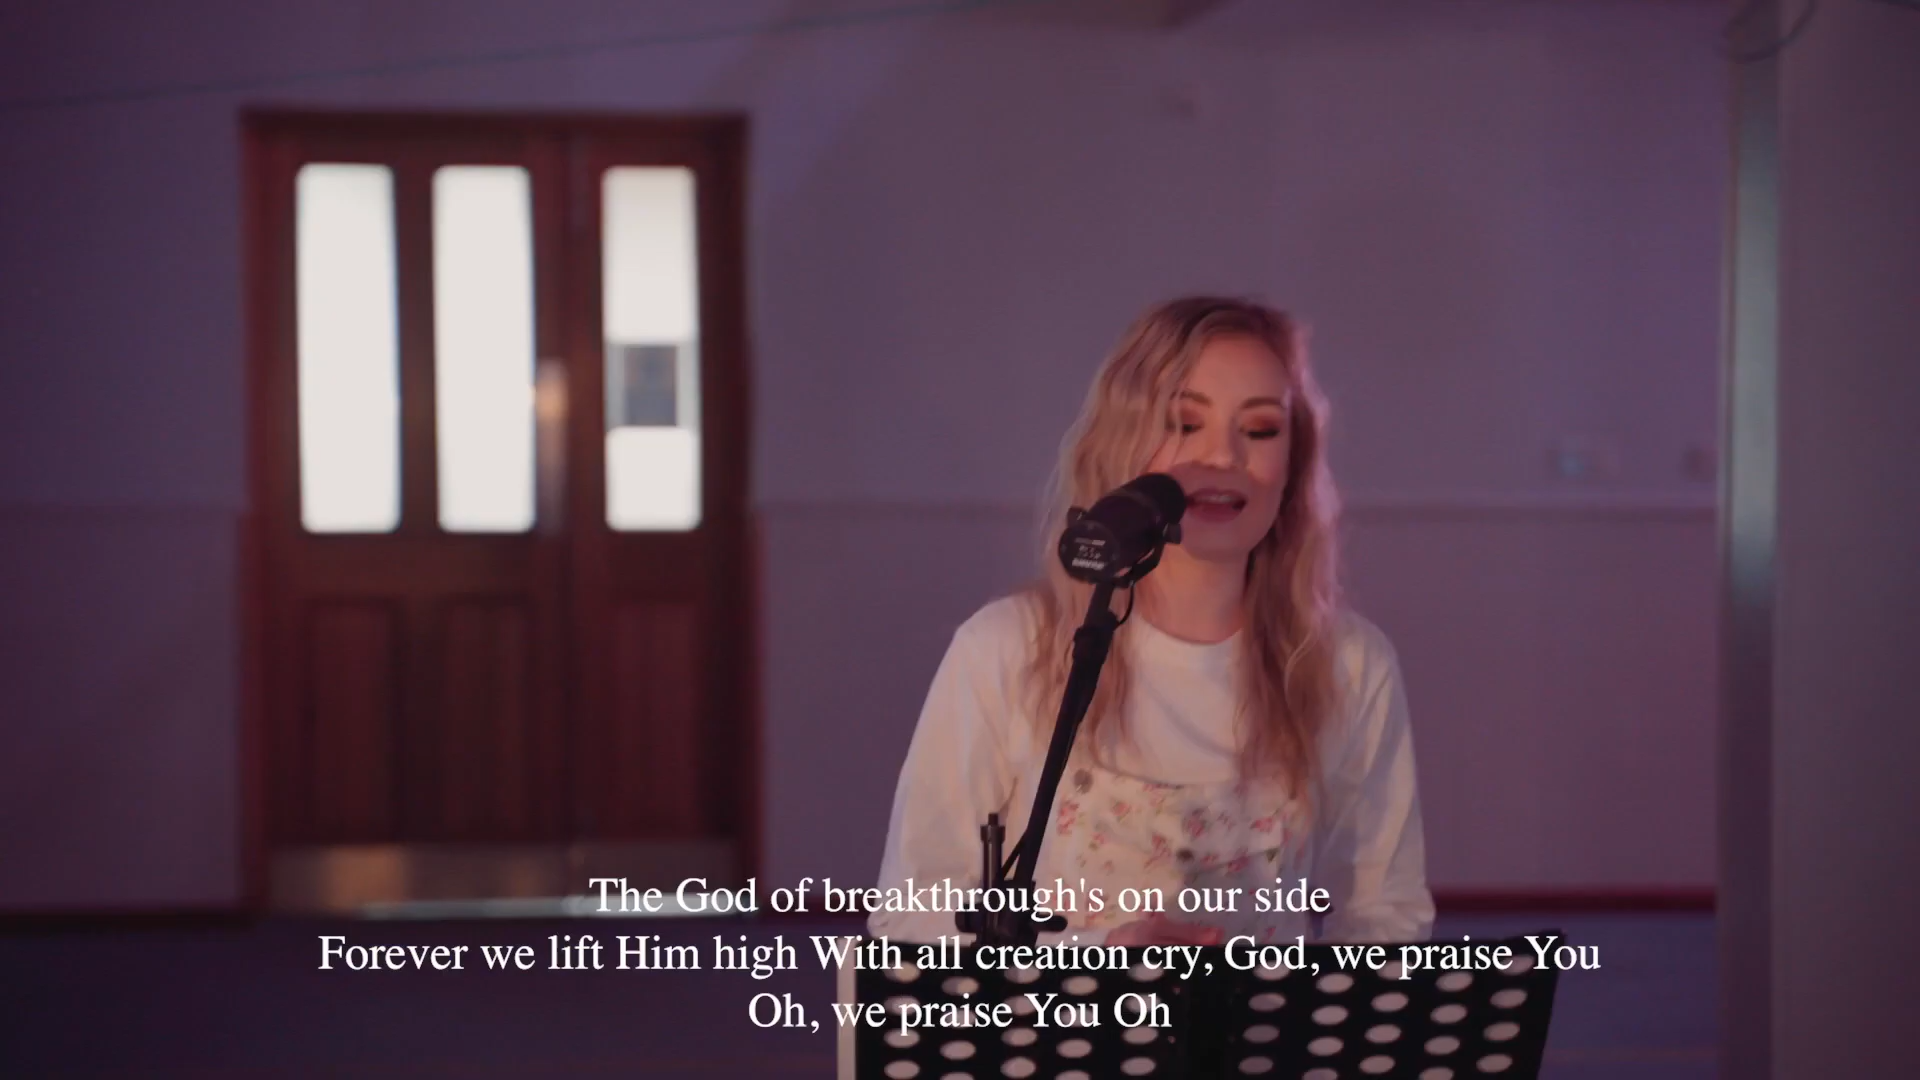 The God of breakthrough's on our side
Forever we lift Him high With all creation cry, God, we praise You
Oh, we praise You Oh